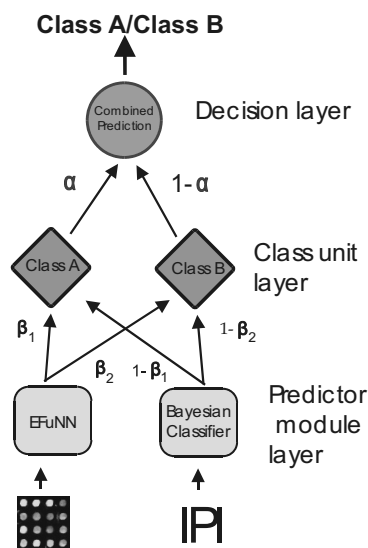 Class A/Class B
Combined
Prediction
Decision layer
α
1-α
Class A
Class B
Class unit
layer
β1
β2
1-β1
1-β2
EFuNN
Bayesian
Classifier
Predictor
module
layer
IPI